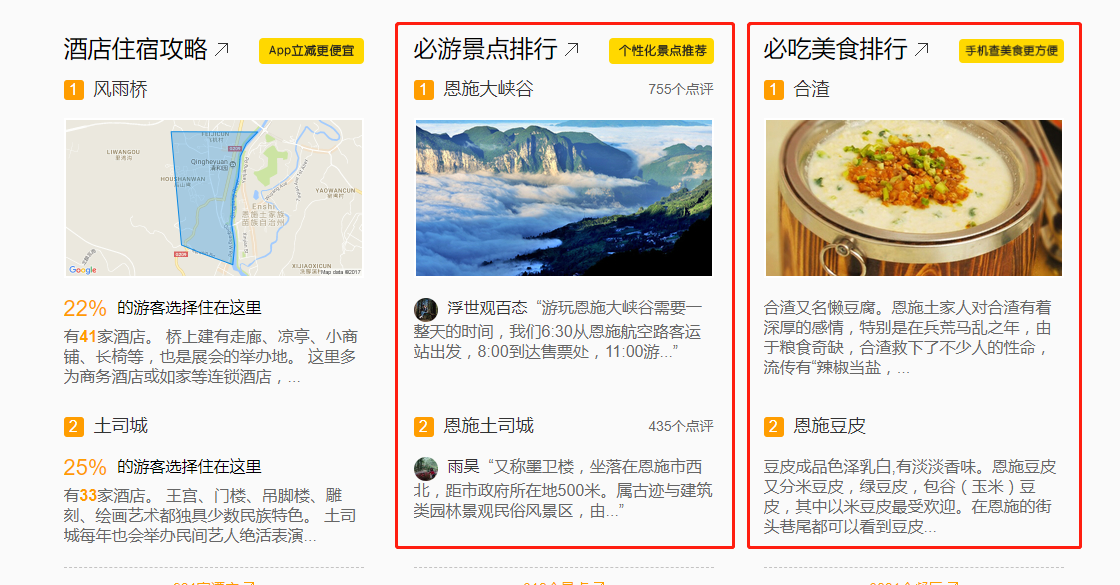 酒店住宿攻略
App立减更便宜
1 风雨桥
LIWANGDU
HOUSHANWAN
Qingheyuan
清和园
YAOWANCUN
Enshi
恩施土家族
苗族自治州
XIJIAOXICUN
G209
G209
Google
Map data ©2017
22% 的游客选择住在这里
有41家酒店。 桥上建有走廊、凉亭、小商
铺、长椅等，也是展会的举办地。 这里多
为商务酒店或如家等连锁酒店，...
2 土司城
25% 的游客选择住在这里
有33家酒店。 王宫、门楼、吊脚楼、雕
刻、绘画艺术都独具少数民族特色。 土司
城每年也会举办民间艺人绝活表演...
必游景点排行
个性化景点推荐
1 恩施大峡谷 755个点评
浮世观百态 “游玩恩施大峡谷需要一
整天的时间，我们6:30从恩施航空路客运
站出发，8:00到达售票处，11:00游...”
2 恩施土司城 435个点评
雨昊 “又称墨卫楼，坐落在恩施市西
北，距市政府所在地500米。属古迹与建筑
类园林景观民俗风景区，由...”
必吃美食排行
手机查美食更方便
1 合渣
合渣又名懒豆腐。恩施土家人对合渣有着
深厚的感情，特别是在兵荒马乱之年，由
于粮食奇缺，合渣救下了不少人的性命，
流传有“辣椒当盐，...
2 恩施豆皮
豆皮成品色泽乳白,有淡淡香味。恩施豆皮
又分米豆皮，绿豆皮，包谷（玉米）豆
皮，其中以米豆皮最受欢迎。在恩施的街
头巷尾都可以看到豆皮...